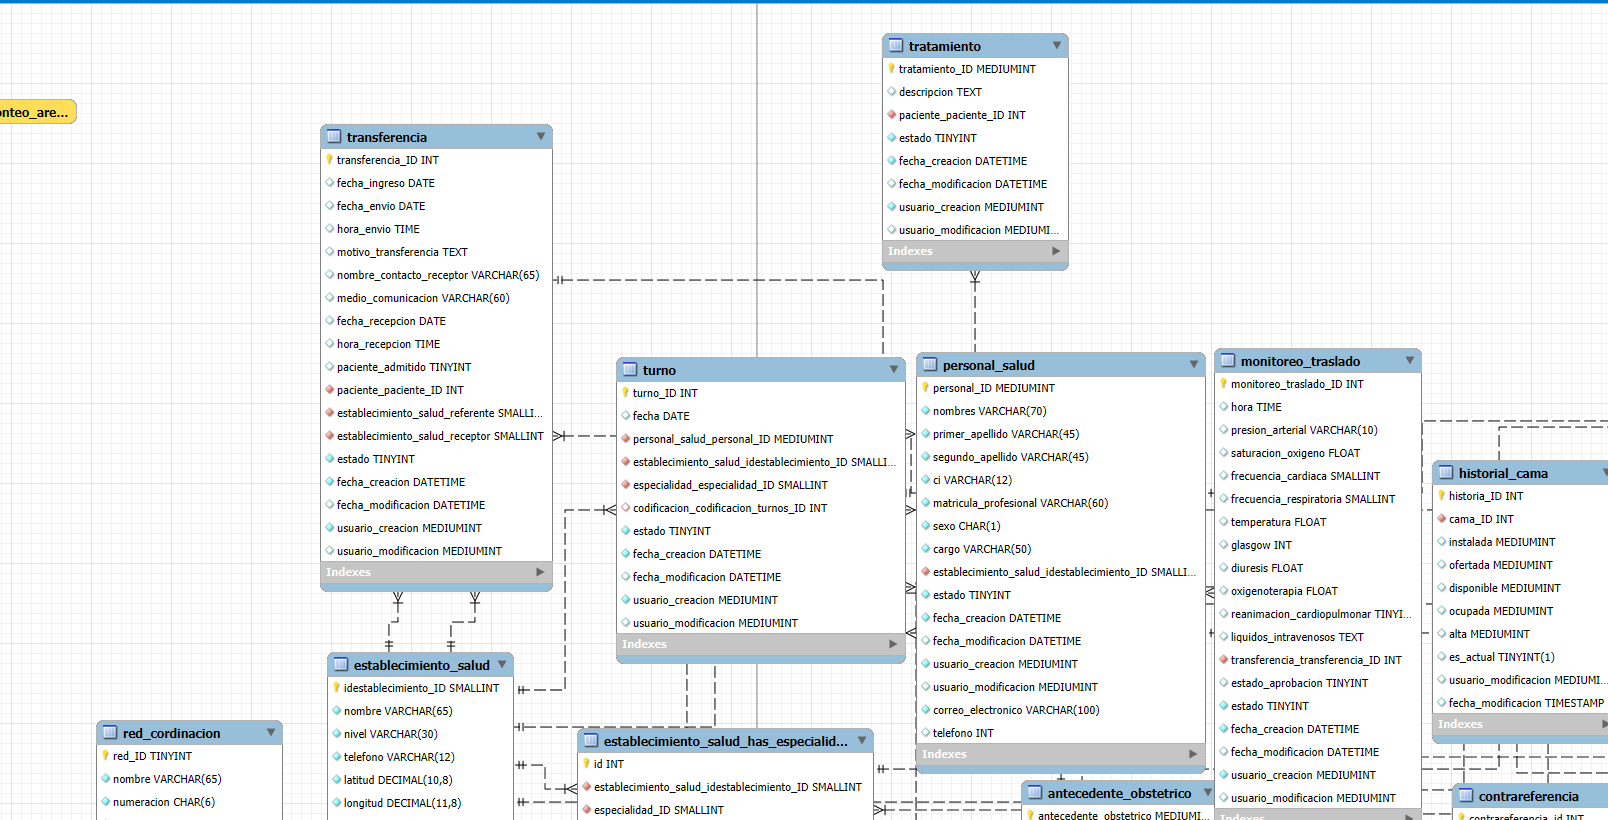 onteo_are...
transferencia
transferencia_ID INT
fecha_ingreso DATE
fecha_envio DATE
hora_envio TIME
motivo_transferencia TEXT
nombre_contacto_receptor VARCHAR(65)
medio_comunicacion VARCHAR(60)
fecha_recepcion DATE
hora_recepcion TIME
paciente_admitido TINYINT
paciente_paciente_ID INT
establecimiento_salud_referente SMALLI...
establecimiento_salud_receptor SMALLINT
estado TINYINT
fecha_creacion DATETIME
fecha_modificacion DATETIME
usuario_creacion MEDIUMINT
usuario_modificacion MEDIUMINT
Indexes
tratamiento
tratamiento_ID MEDIUMINT
descripcion TEXT
paciente_paciente_ID INT
estado TINYINT
fecha_creacion DATETIME
fecha_modificacion DATETIME
usuario_creacion MEDIUMINT
usuario_modificacion MEDIUMI...
Indexes
turno
turno_ID INT
fecha DATE
personal_salud_personal_ID MEDIUMINT
establecimiento_salud_idestablecimiento_ID SMALLI...
especialidad_especialidad_ID SMALLINT
codificacion_codificacion_turnos_ID INT
estado TINYINT
fecha_creacion DATETIME
fecha_modificacion DATETIME
usuario_creacion MEDIUMINT
usuario_modificacion MEDIUMINT
Indexes
personal_salud
personal_ID MEDIUMINT
nombres VARCHAR(70)
primer_apellido VARCHAR(45)
segundo_apellido VARCHAR(45)
ci VARCHAR(12)
matricula_profesional VARCHAR(60)
sexo CHAR(1)
cargo VARCHAR(50)
establecimiento_salud_idestablecimiento_ID SMALLI...
estado TINYINT
fecha_creacion DATETIME
fecha_modificacion DATETIME
usuario_creacion MEDIUMINT
usuario_modificacion MEDIUMINT
correo_electronico VARCHAR(100)
telefono INT
Indexes
monitoreo_traslado
monitoreo_traslado_ID INT
hora TIME
presion_arterial VARCHAR(10)
saturacion_oxigeno FLOAT
frecuencia_cardiaca SMALLINT
frecuencia_respiratoria SMALLINT
temperatura FLOAT
glasgow INT
diuresis FLOAT
oxigenoterapia FLOAT
reanimacion_cardiopulmonar TINYI...
liquidos_intravenosos TEXT
transferencia_transferencia_ID INT
estado_aprobacion TINYINT
estado TINYINT
fecha_creacion DATETIME
fecha_modificacion DATETIME
usuario_creacion MEDIUMINT
usuario_modificacion MEDIUMINT
Indexes
historial_cama
historia_ID INT
cama_ID INT
instalada MEDIUMINT
ofertada MEDIUMINT
disponible MEDIUMINT
ocupada MEDIUMINT
alta MEDIUMINT
es_actual TINYINT(1)
usuario_modificacion MEDIUMI...
fecha_modificacion TIMESTAMP
Indexes
establecimiento_salud
idestablecimiento_ID SMALLINT
nombre VARCHAR(65)
nivel VARCHAR(30)
telefono VARCHAR(12)
latitud DECIMAL(10,8)
longitud DECIMAL(11,8)
red_cordinacion
red_ID TINYINT
nombre VARCHAR(65)
numeracion CHAR(6)
establecimiento_salud_has_especialid...
id INT
establecimiento_salud_idestablecimiento_ID SMALLINT
especialidad_ID SMALLINT
antecedente_obstetrico
antecedente_obstetrico MEDIUMI...
contrareferencia
contrareferencia_id INT